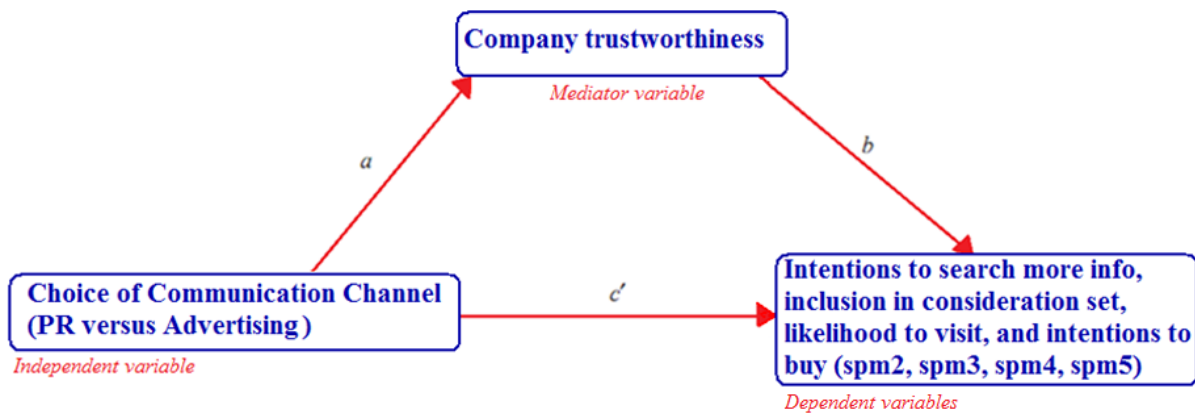 Company trustworthiness
Mediator variable
a
b
Choice of Communication Channel
(PR versus Advertising)
Independent variable
c'
Intentions to search more info,
inclusion in consideration set,
likelihood to visit, and intentions to
buy (spm2, spm3, spm4, spm5)
Dependent variables